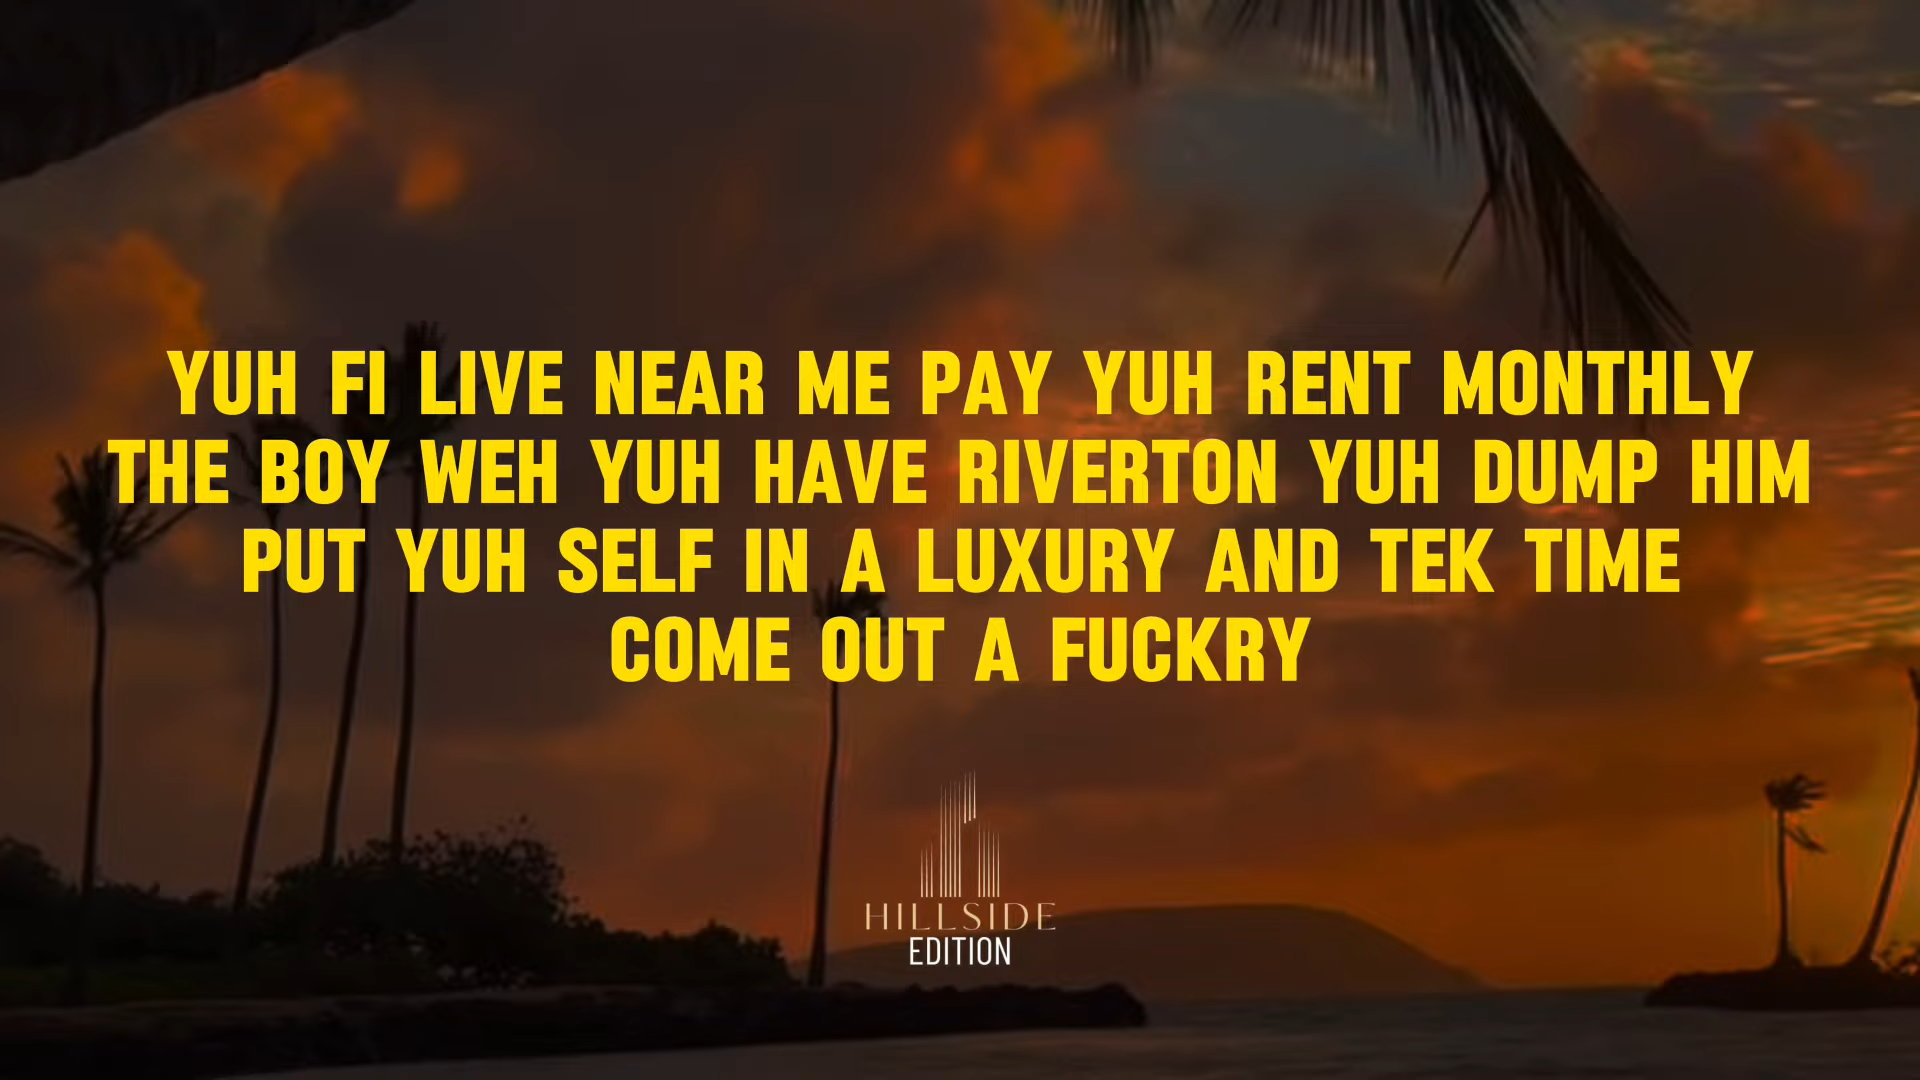 YUH FI LIVE NEAR ME PAY YUH RENT MONTHLY
THE BOY WEH YUH HAVE RIVERTON YUH DUMP HIM
PUT YUH SELF IN A LUXURY AND TEK TIME
COME OUT A FUCKRY
HILLSIDE
EDITION